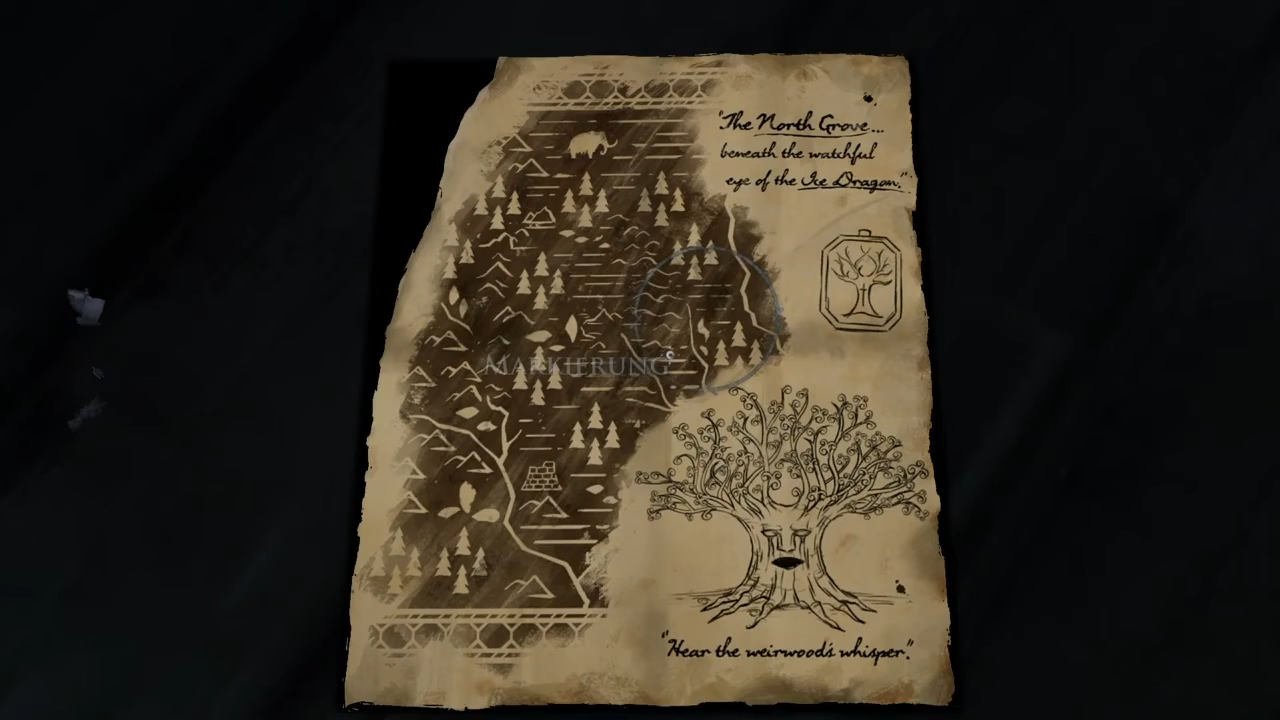 "The North Grove...
beneath the watchful
eye of the Ice Dragon."
MARKIERUNG
"Hear the weirwood's whisper."